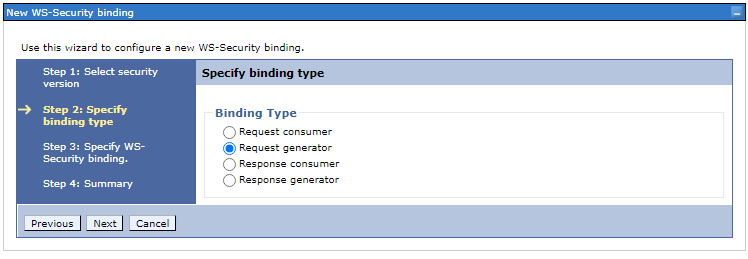 New WS-Security binding
Use this wizard to configure a new WS-Security binding.
Step 1: Select security
version
Step 2: Specify
binding type
Step 3: Specify WS-
Security binding.
Step 4: Summary
Specify binding type
Binding Type
Request consumer
Request generator
Response consumer
Response generator
Previous Next Cancel